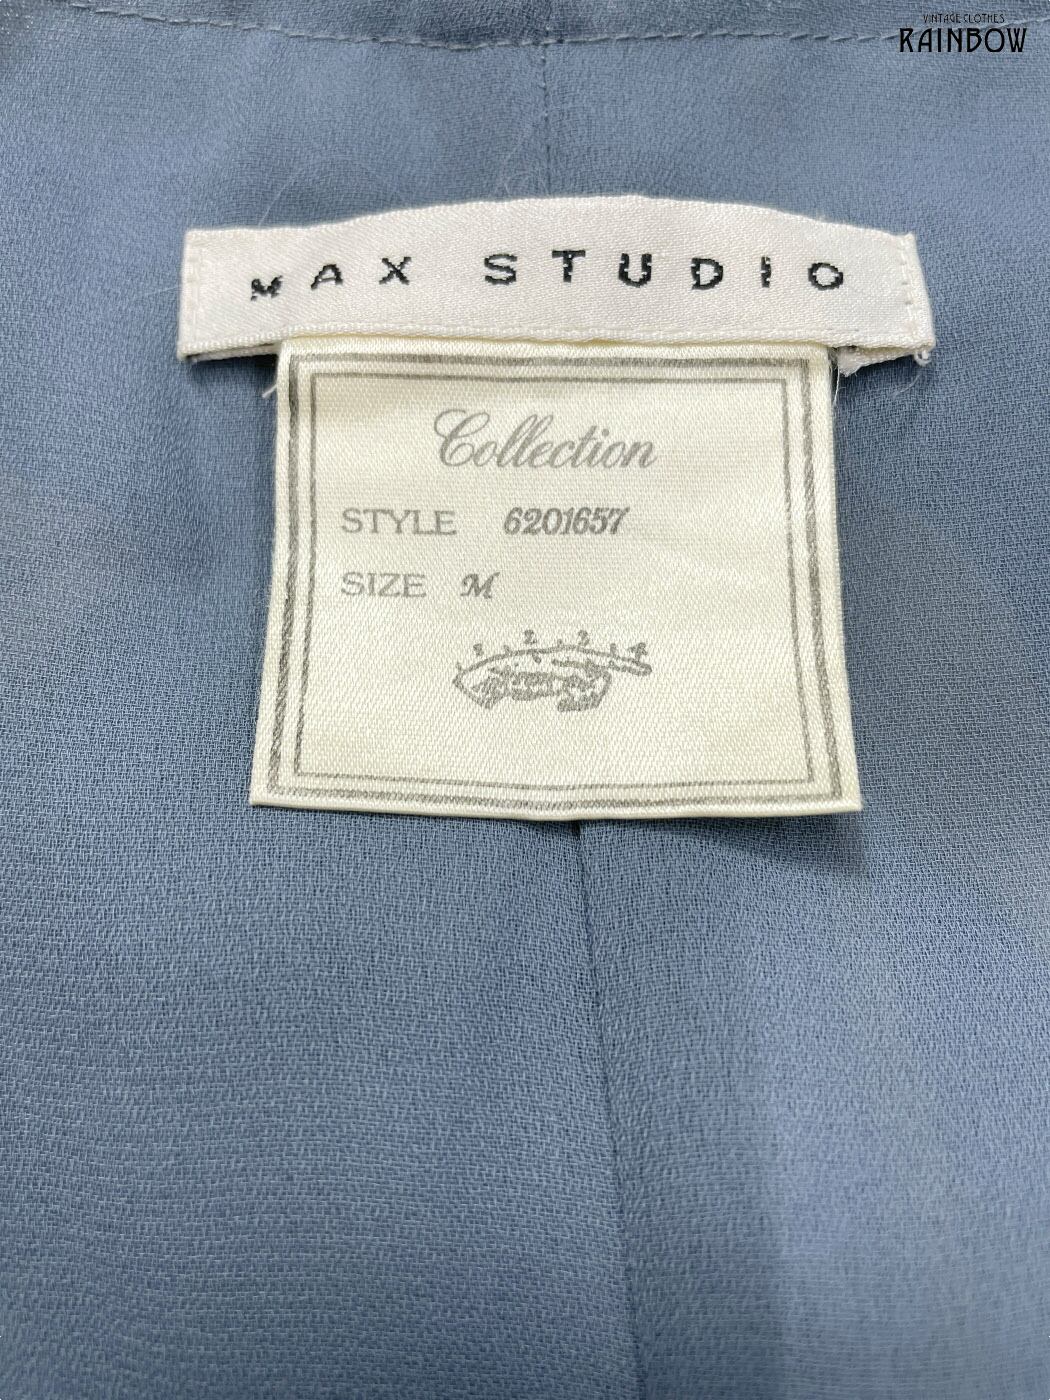 VINTAGE CLOTHES
RAINBOW
MAX STUDIO
Collection
STYLE 6201657
SIZE M